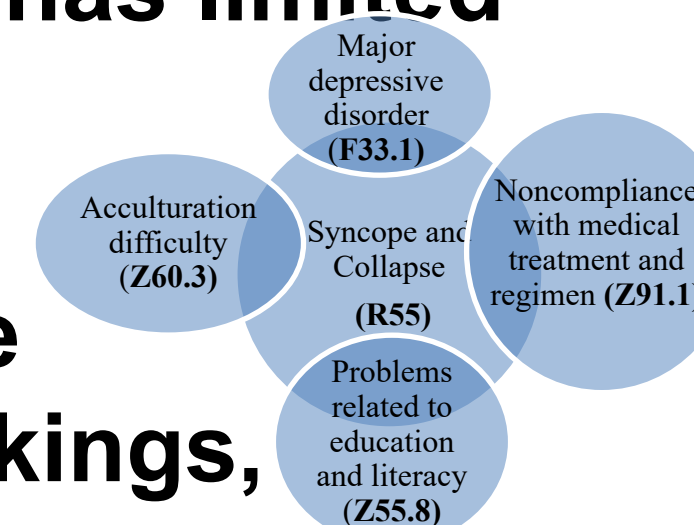 has limited
Major
depressive
disorder
(F33.1)
Acculturation
difficulty
(Z60.3)
Syncope and
Collapse
(R55)
Noncompliance
with medical
treatment and
regimen (Z91.1)
Problems
related to
education
and literacy
(Z55.8)
e
kings,